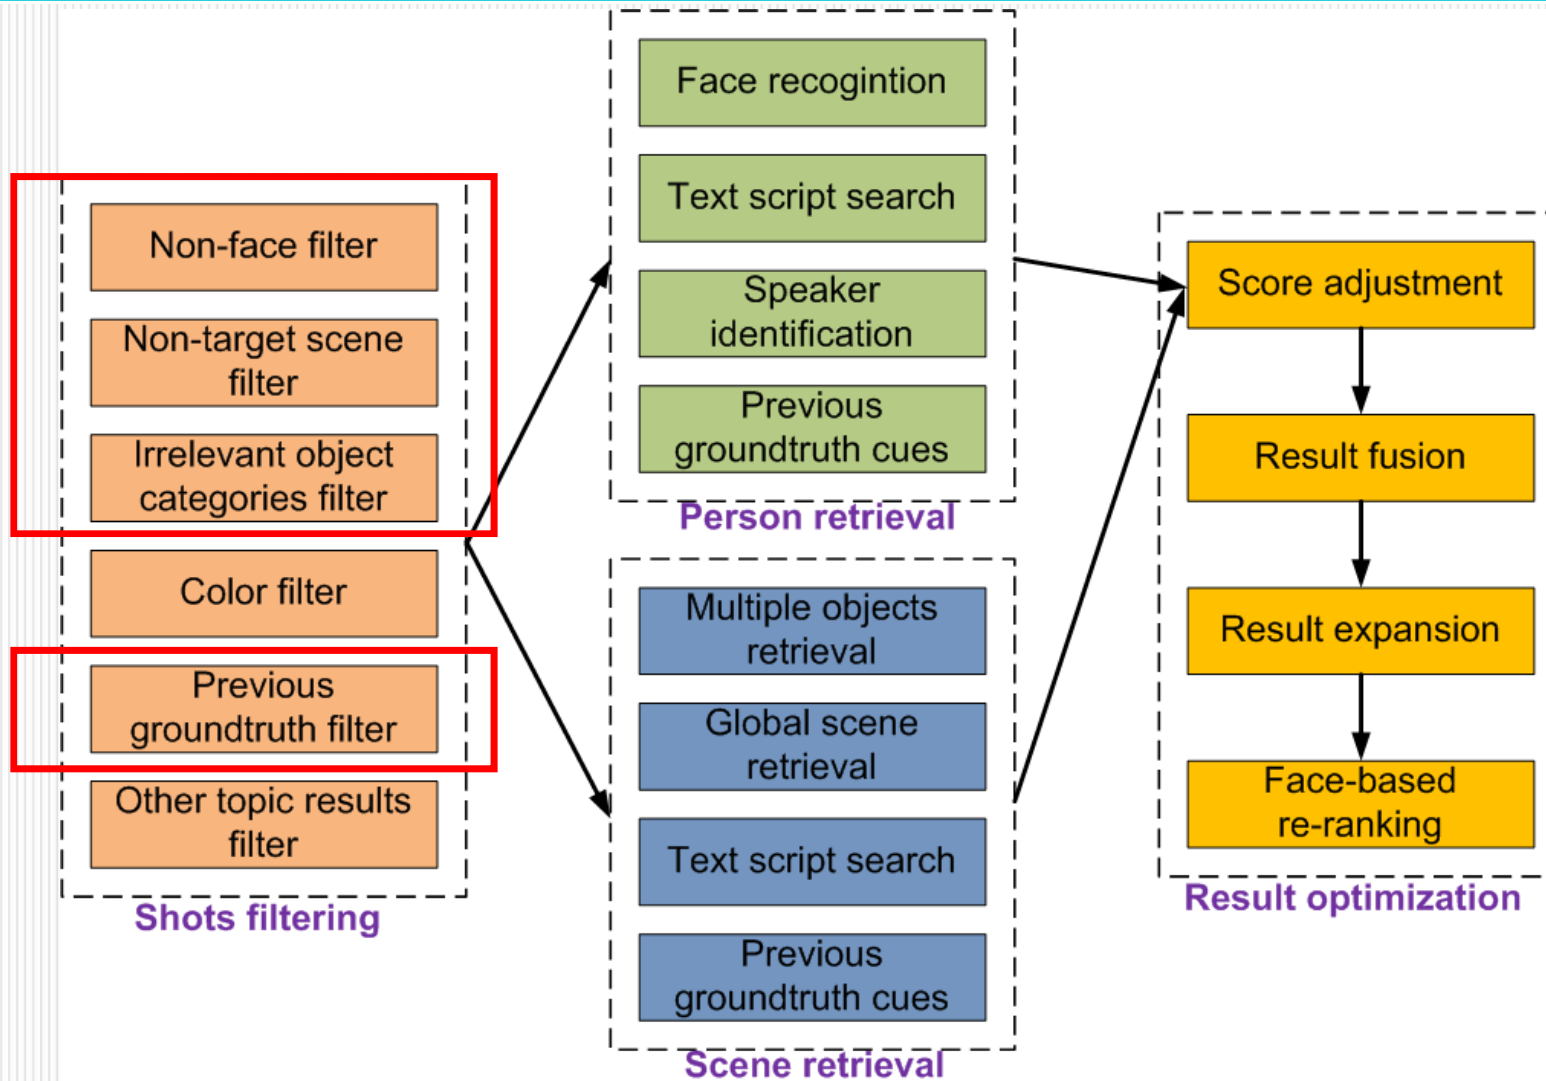 Non-face filter
Non-target scene
filter
Irrelevant object
categories filter
Color filter
Previous
groundtruth filter
Other topic results
filter
Shots filtering
Face recogintion
Text script search
Speaker
identification
Previous
groundtruth cues
Person retrieval
Multiple objects
retrieval
Global scene
retrieval
Text script search
Previous
groundtruth cues
Scene retrieval
Score adjustment
Result fusion
Result expansion
Face-based
re-ranking
Result optimization